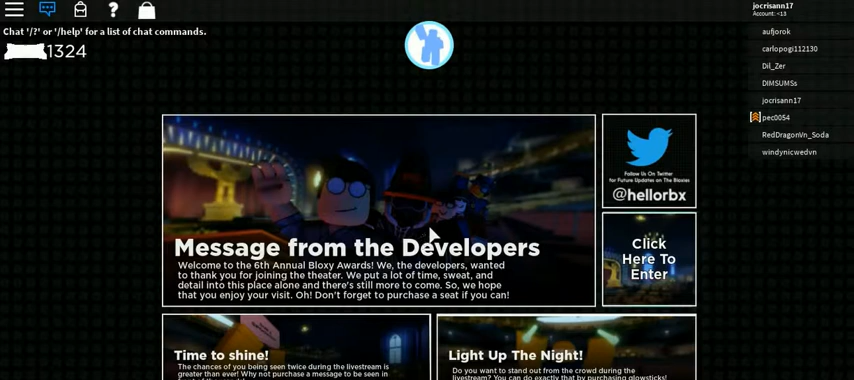 jocrisann17
Account: <13
Chat '/?' or '/help' for a list of chat commands.
1324
aufjorok
carlopogi112130
Dil_Zer
DIMSUMSs
jocrisann17
pec0054
RedDragonVn_Soda
windynicwedvn
Follow Us On Twitter
for Future Updates on The Bloxies
@hellorbx
Message from the Developers
Welcome to the 6th Annual Bloxy Awards! We, the developers, wanted
to thank you for joining the theater. We put a lot of time, sweat, and
detail into this place alone and there's still more to come. So, we hope
that you enjoy your visit. Oh! Don't forget to purchase a seat if you can!
Click
Here To
Enter
Time to shine!
The chances of you being seen twice during the livestream is
greater than ever! Why not purchase a message to be seen in
Light Up The Night!
Do you want to stand out from the crowd during the
livestream? You can do exactly that by purchasing glowsticks!